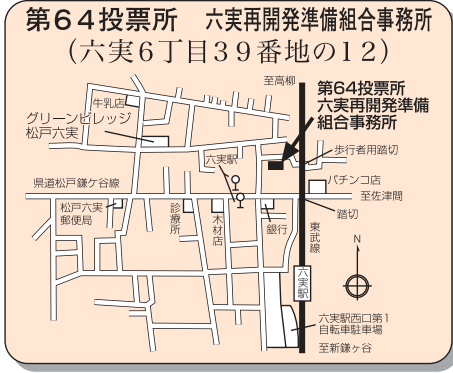 第64投票所 六実再開発準備組合事務所
(六実6丁目39番地の12)
至高柳
第64投票所
六実再開発準備
組合事務所
牛乳店
グリーンビレッジ
松戸六実
六実駅
歩行者用踏切
パチンコ店
至佐津間
県道松戸鎌ケ谷線
松戸六実
郵便局
診療所
木材店
銀行
踏切
東武線
N
六実駅
六実駅西口第1
自転車駐車場
至新鎌ヶ谷